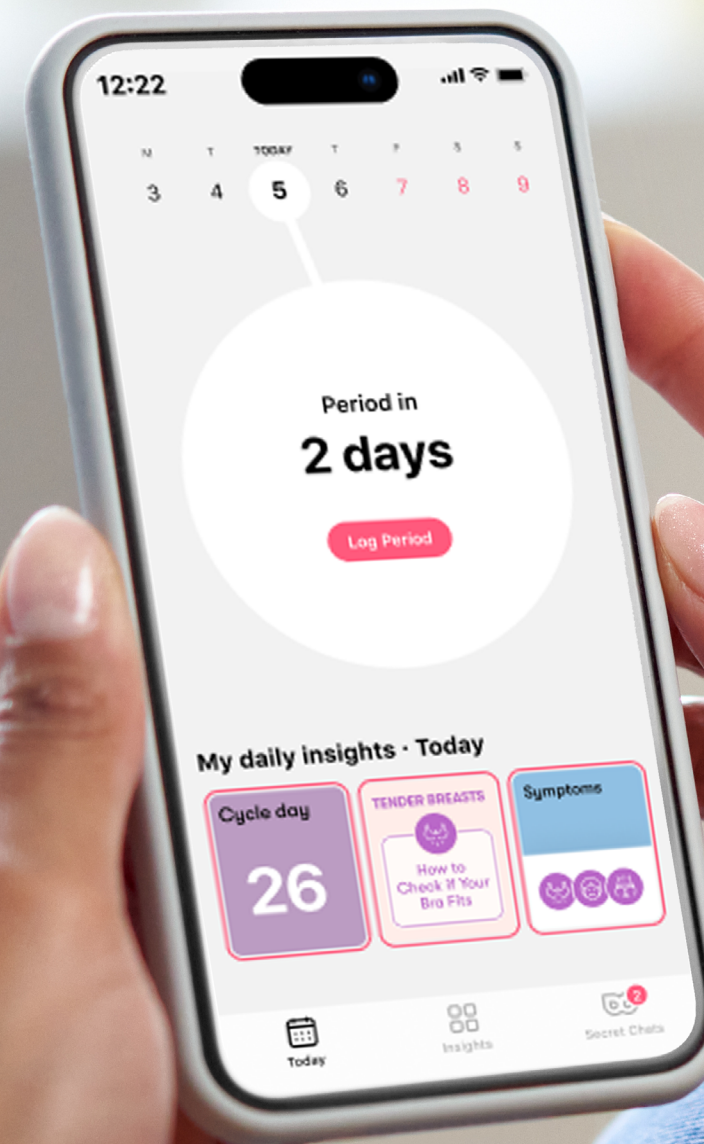 12:22
M T TODAY T F S S
3 4 5 6 7 8 9
Period in
2 days
Log Period
My daily insights · Today
Cycle day
26
TENDER BREASTS
How to
Check if Your
Bra Fits
Symptoms
2
Today Insights Secret Chats